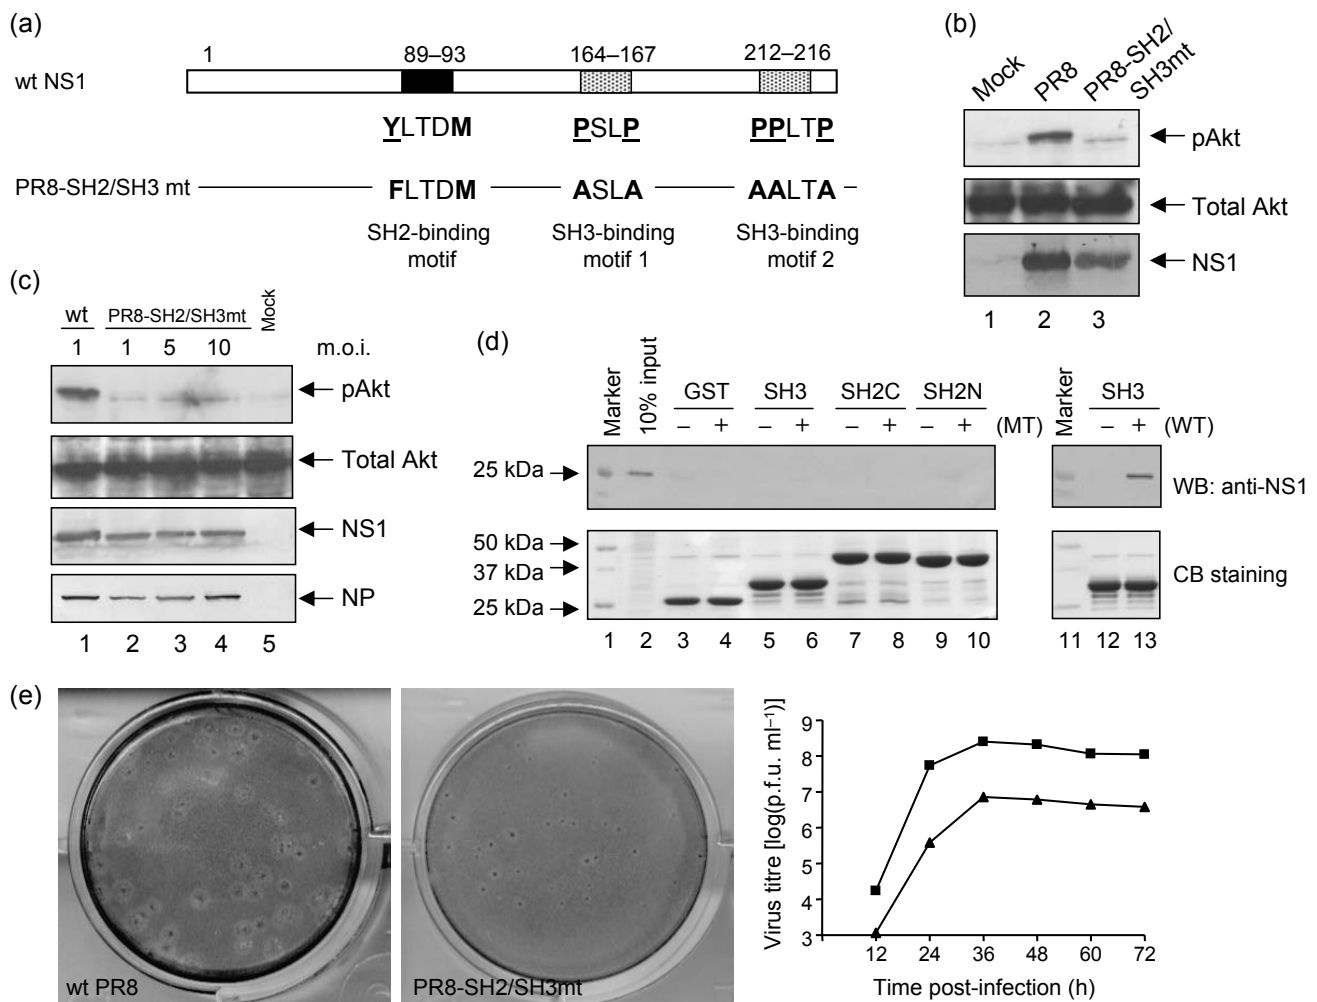 (a)
1
89–93
164–167
212–216
wt NS1
YLTDM
PSLP
PPLTP
PR8-SH2/SH3 mt
FLTDM
ASLA
AALTA
SH2-binding
motif
SH3-binding
motif 1
SH3-binding
motif 2
(b)
Mock
PR8
PR8-SH2/
SH3mt
pAkt
Total Akt
NS1
1 2 3
(c)
wt PR8-SH2/SH3mt Mock
1 1 5 10 m.o.i.
pAkt
Total Akt
NS1
NP
1 2 3 4 5
(d)
Marker
10% input
GST SH3 SH2C SH2N
– + – + – + – + (MT)
Marker
SH3
– + (WT)
25 kDa
WB: anti-NS1
50 kDa
37 kDa
25 kDa
CB staining
1 2 3 4 5 6 7 8 9 10 11 12 13
(e)
wt PR8
PR8-SH2/SH3mt
Virus titre [log(p.f.u. ml⁻¹)]
9
8
7
6
5
4
3
12 24 36 48 60 72
Time post-infection (h)